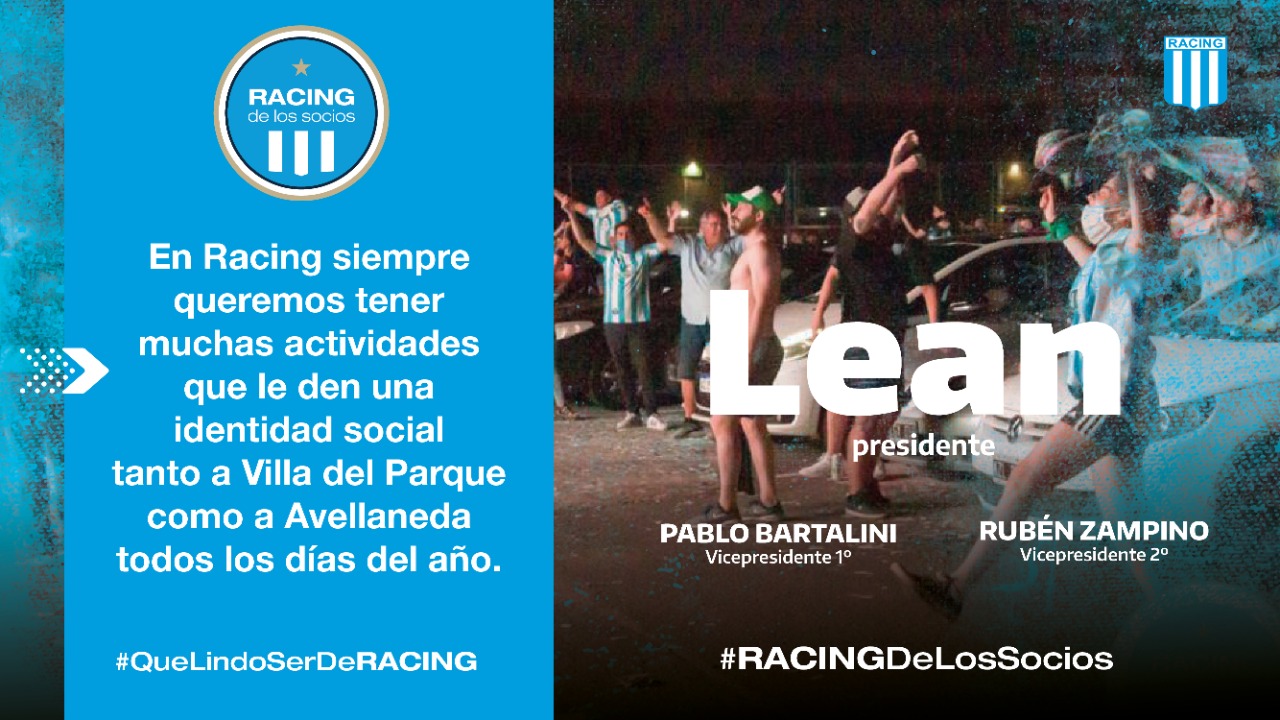 RACING
de los socios
En Racing siempre
queremos tener
muchas actividades
que le den una
identidad social
tanto a Villa del Parque
como a Avellaneda
todos los días del año.
#QueLindoSerDeRACING
RACING
Lean
presidente
PABLO BARTALINI
Vicepresidente 1º
RUBÉN ZAMPINO
Vicepresidente 2º
#RACINGDeLosSocios